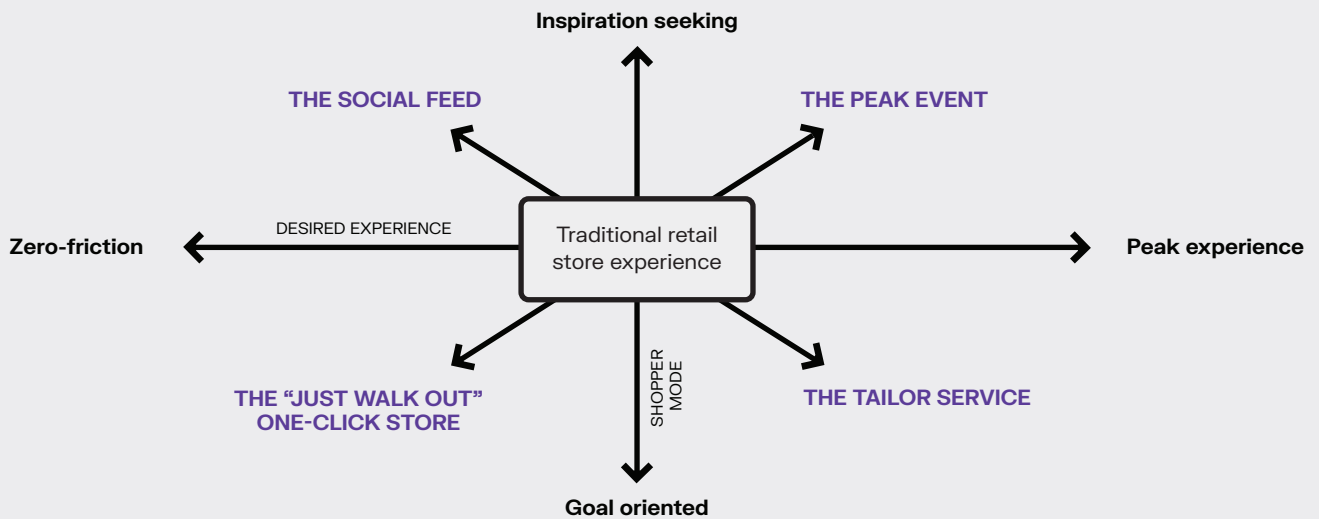 Inspiration seeking
THE SOCIAL FEED
THE PEAK EVENT
DESIRED EXPERIENCE
Zero-friction
Traditional retail
store experience
Peak experience
SHOPPER
MODE
THE “JUST WALK OUT”
ONE-CLICK STORE
THE TAILOR SERVICE
Goal oriented